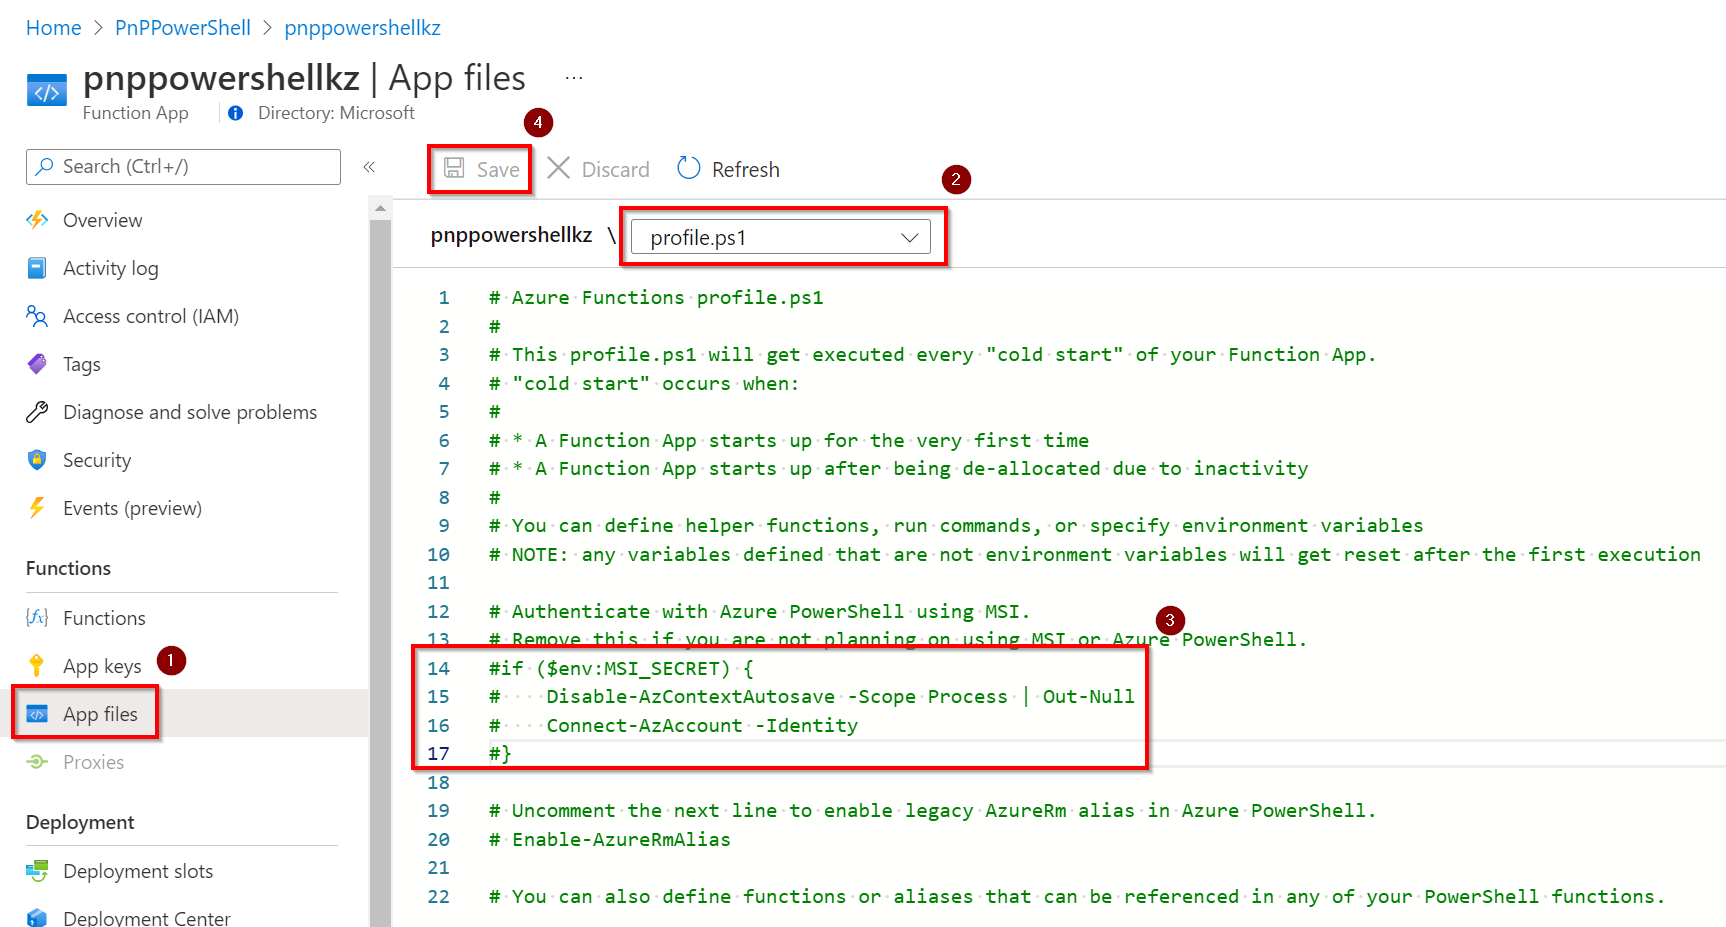 Home > PnPPowerShell > pnppowershellkz
pnppowershellkz | App files ...
Function App
Directory: Microsoft
4
Search (Ctrl+/)
«
Save
Discard
Refresh
2
pnppowershellkz \ profile.ps1
Overview
Activity log
Access control (IAM)
Tags
Diagnose and solve problems
Security
Events (preview)
Functions
Functions
App keys
1
App files
Proxies
Deployment
Deployment slots
Deployment Center
1 # Azure Functions profile.ps1
2 #
3 # This profile.ps1 will get executed every "cold start" of your Function App.
4 # "cold start" occurs when:
5 #
6 # * A Function App starts up for the very first time
7 # * A Function App starts up after being de-allocated due to inactivity
8 #
9 # You can define helper functions, run commands, or specify environment variables
10 # NOTE: any variables defined that are not environment variables will get reset after the first execution
11
12 # Authenticate with Azure PowerShell using MSI.
3
13 # Remove this if you are not planning on using MSI or Azure PowerShell.
14 #if ($env:MSI_SECRET) {
15 #    Disable-AzContextAutosave -Scope Process | Out-Null
16 #    Connect-AzAccount -Identity
17 #}
18
19 # Uncomment the next line to enable legacy AzureRm alias in Azure PowerShell.
20 # Enable-AzureRmAlias
21
22 # You can also define functions or aliases that can be referenced in any of your PowerShell functions.